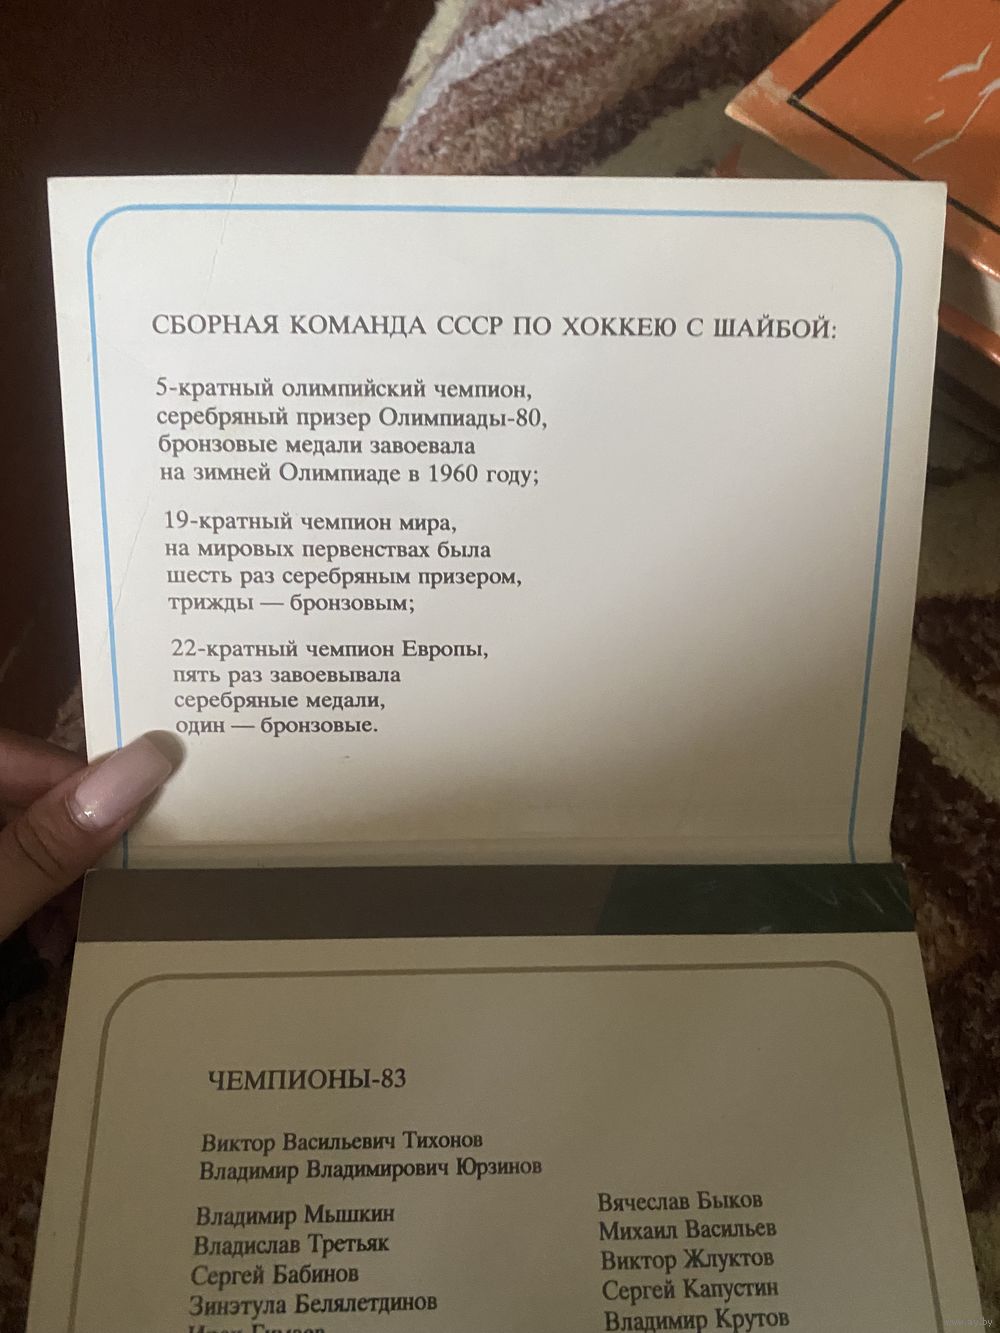 СБОРНАЯ КОМАНДА СССР ПО ХОККЕЮ С ШАЙБОЙ:
5-кратный олимпийский чемпион,
серебряный призер Олимпиады-80,
бронзовые медали завоевала
на зимней Олимпиаде в 1960 году;
19-кратный чемпион мира,
на мировых первенствах была
шесть раз серебряным призером,
трижды — бронзовым;
22-кратный чемпион Европы,
пять раз завоевывала
серебряные медали,
один — бронзовые.
ЧЕМПИОНЫ-83
Виктор Васильевич Тихонов
Владимир Владимирович Юрзинов
Владимир Мышкин
Владислав Третьяк
Сергей Бабинов
Зинэтула Белялетдинов
Вячеслав Быков
Михаил Васильев
Виктор Жлуктов
Сергей Капустин
Владимир Крутов
www.ay.by